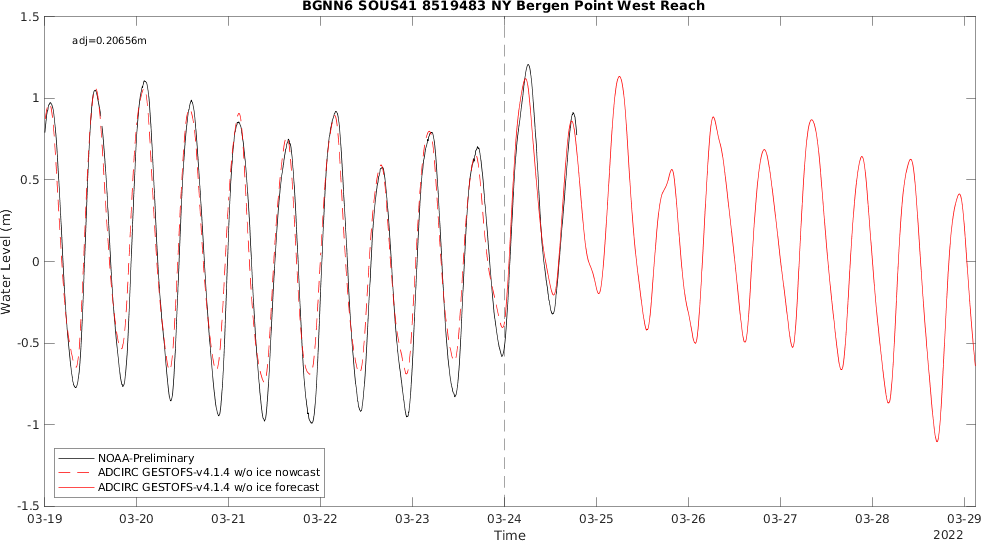 BGNN6 SOUS41 8519483 NY Bergen Point West Reach
1.5
adj=0.20656m
1
0.5
0
-0.5
-1
-1.5
Water Level (m)
NOAA-Preliminary
ADCIRC GESTOFS-v4.1.4 w/o ice nowcast
ADCIRC GESTOFS-v4.1.4 w/o ice forecast
03-19 03-20 03-21 03-22 03-23 03-24 03-25 03-26 03-27 03-28 03-29
Time
2022